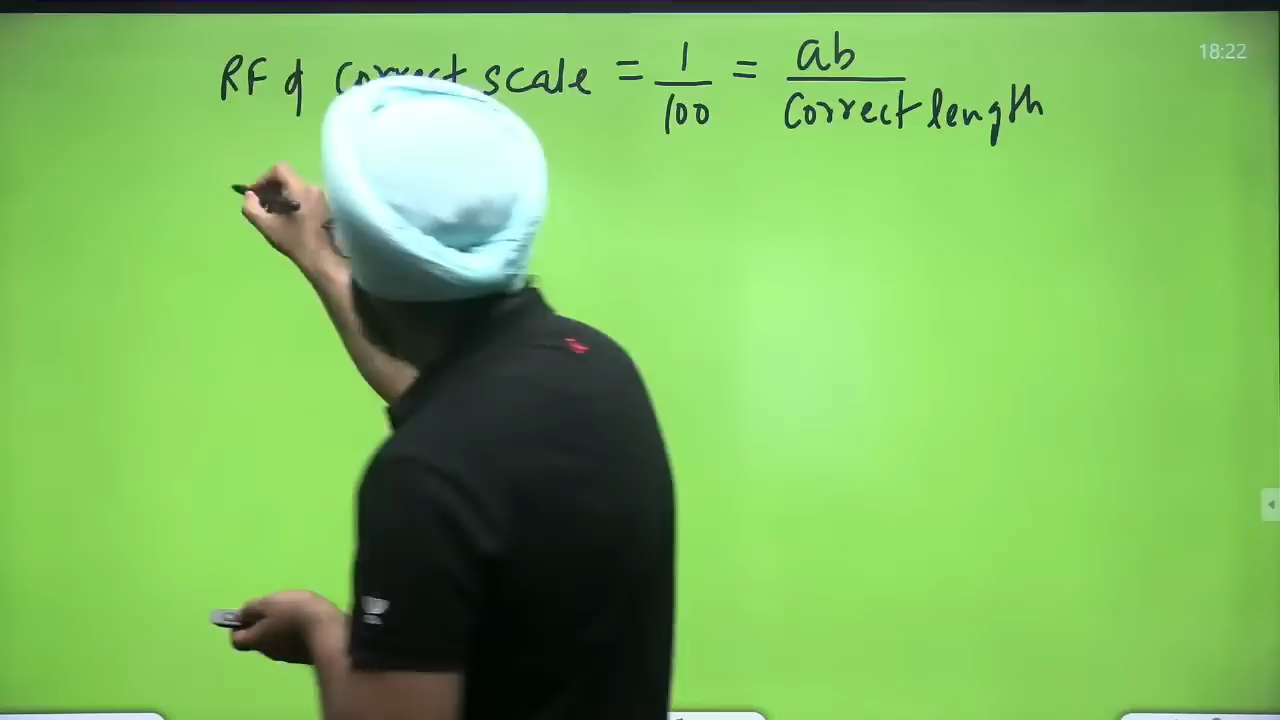 18:22
RF of correct scale = 1/100 = ab/correct length